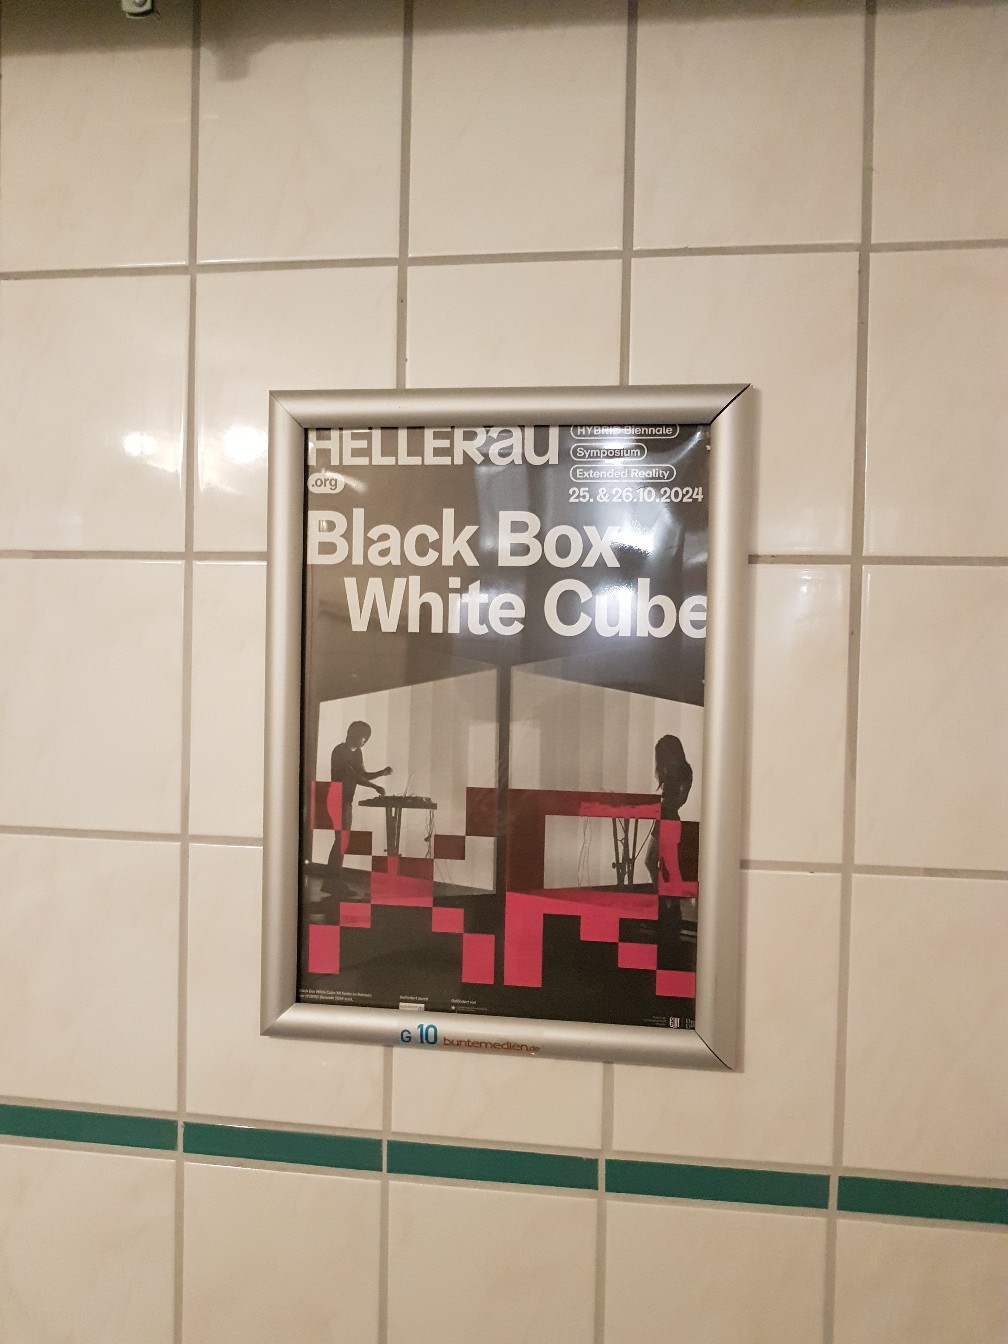 HELLERAU
.org
HYBRID Biennale
Symposium
Extended Reality
25. & 26.10.2024
Black Box
White Cube
G 10 buntemedien.de